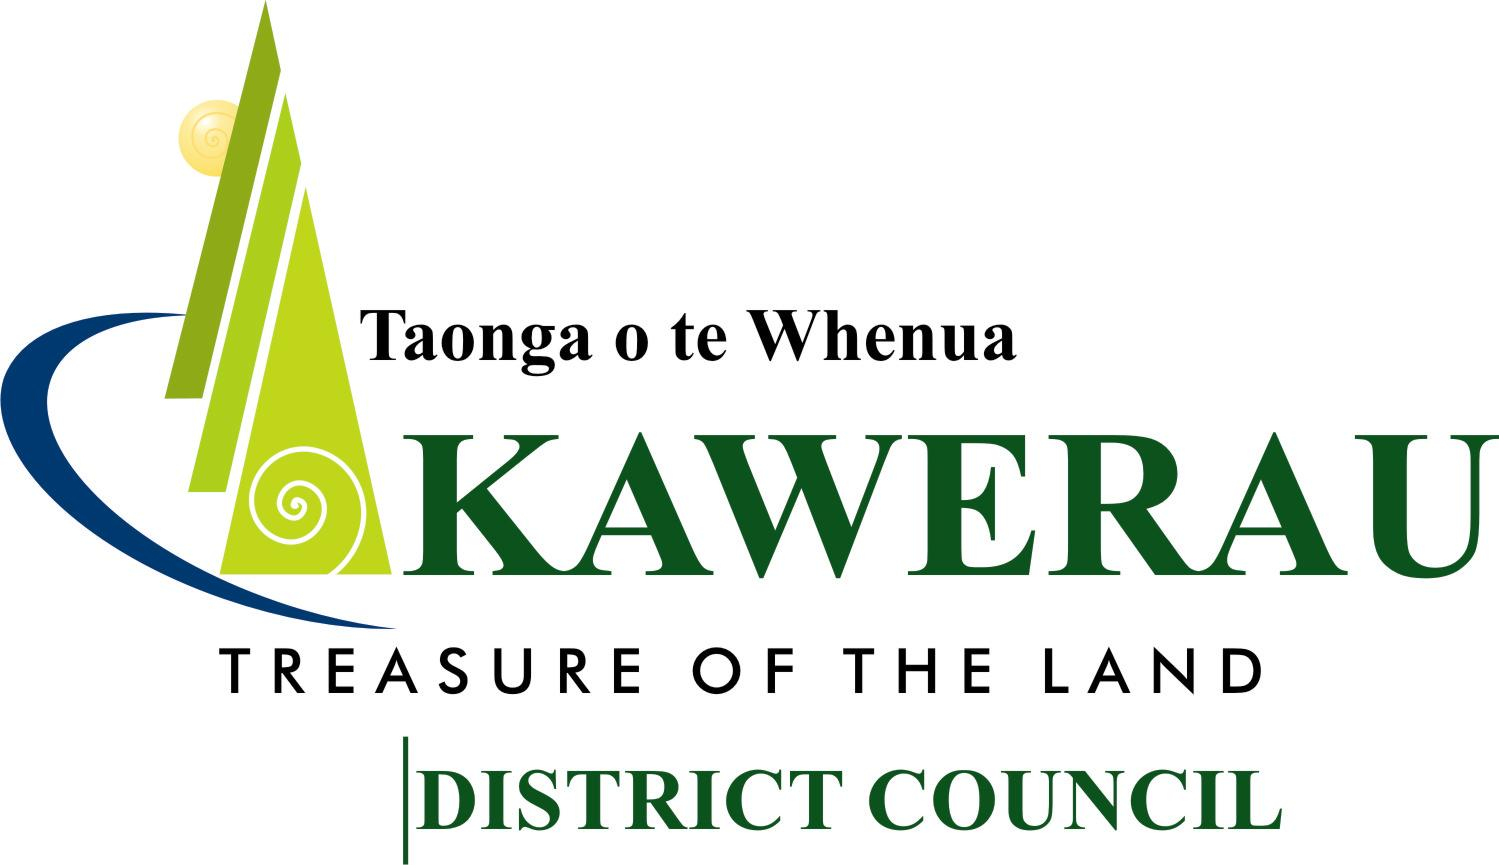 Taonga o te Whenua
KAWERAU
TREASURE OF THE LAND
DISTRICT COUNCIL